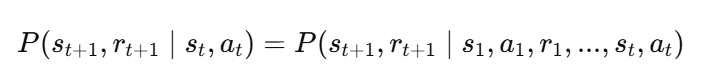 P(s_{t+1}, r_{t+1} | s_t, a_t) = P(s_{t+1}, r_{t+1} | s_1, a_1, r_1, ..., s_t, a_t)